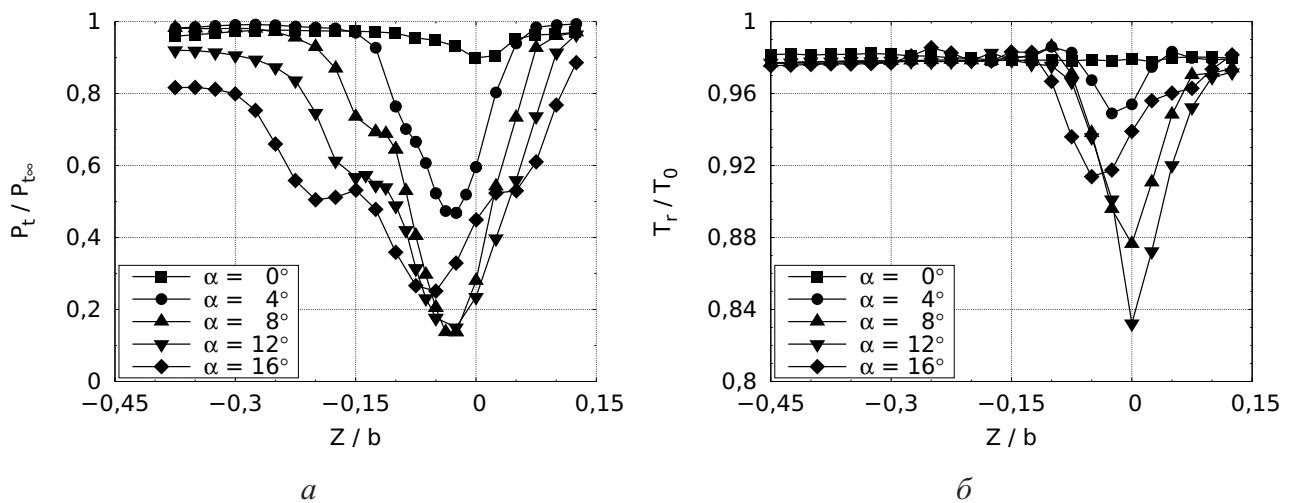 1
0,8
0,6
0,4
0,2
0
P_t / P_t∞
α = 0°
α = 4°
α = 8°
α = 12°
α = 16°
−0,45
−0,3
−0,15
0
0,15
Z / b
а
1
0,96
0,92
0,88
0,84
0,8
T_r / T_0
α = 0°
α = 4°
α = 8°
α = 12°
α = 16°
−0,45
−0,3
−0,15
0
0,15
Z / b
б